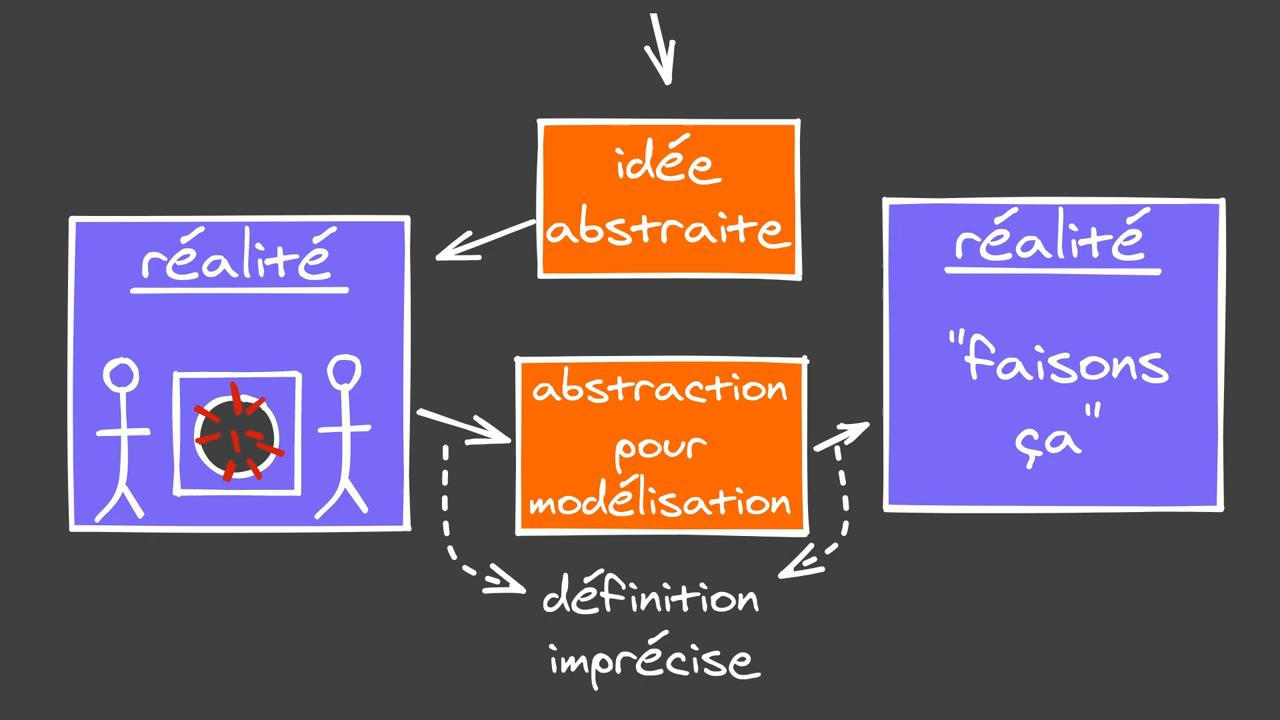 idée
abstraite
réalité
abstraction
pour
modélisation
réalité
"faisons
ça"
définition
imprécise